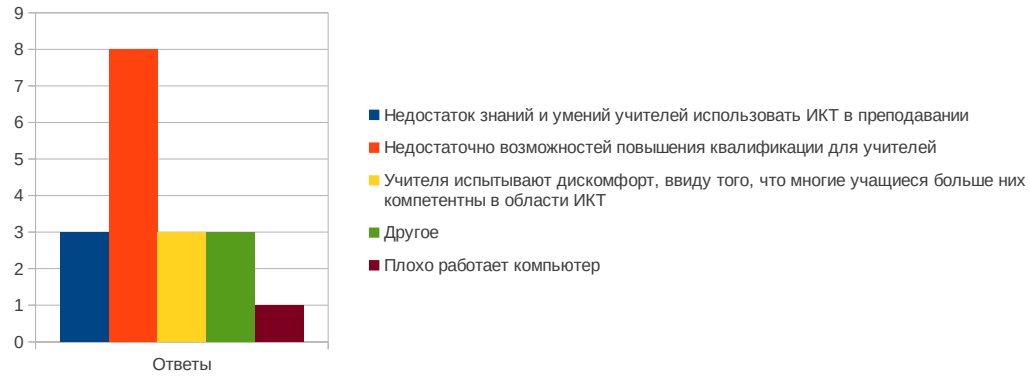 9
8
7
6
5
4
3
2
1
0
Ответы
Недостаток знаний и умений учителей использовать ИКТ в преподавании
Недостаточно возможностей повышения квалификации для учителей
Учителя испытывают дискомфорт, ввиду того, что многие учащиеся больше них
компетентны в области ИКТ
Другое
Плохо работает компьютер